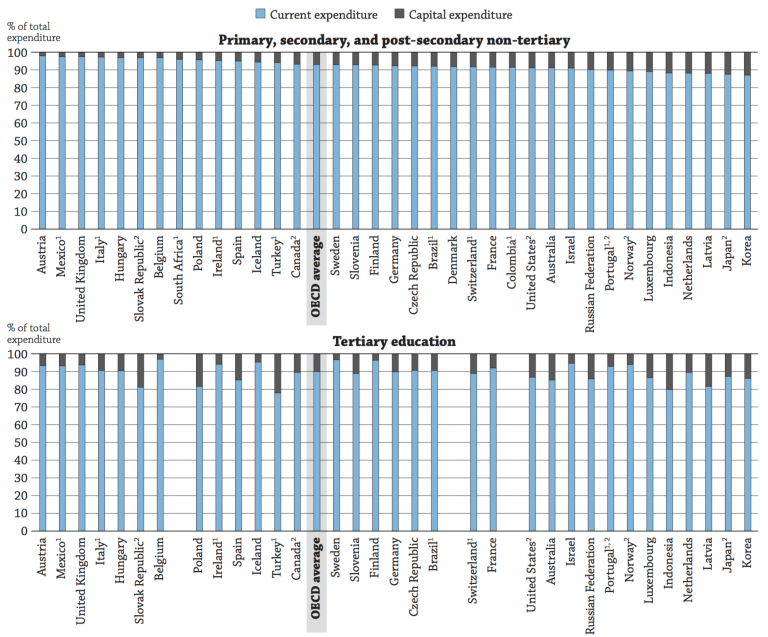 Current expenditure Capital expenditure
% of total
expenditure
Primary, secondary, and post-secondary non-tertiary
100
90
80
70
60
50
40
30
20
10
0
Austria
Mexico¹
United Kingdom
Italy¹
Hungary
Slovak Republic²
Belgium
South Africa¹
Poland
Ireland¹
Spain
Iceland
Turkey¹
Canada²
OECD average
Sweden
Slovenia
Finland
Germany
Czech Republic
Brazil¹
Denmark
Switzerland¹
France
Colombia¹
United States²
Australia
Israel
Russian Federation
Portugal¹˒ ²
Norway²
Luxembourg
Indonesia
Netherlands
Latvia
Japan²
Korea
% of total
expenditure
Tertiary education
100
90
80
70
60
50
40
30
20
10
0
Austria
Mexico¹
United Kingdom
Italy¹
Hungary
Slovak Republic²
Belgium
Poland
Ireland¹
Spain
Iceland
Turkey¹
Canada²
OECD average
Sweden
Slovenia
Finland
Germany
Czech Republic
Brazil¹
Switzerland¹
France
United States²
Australia
Israel
Russian Federation
Portugal¹˒ ²
Norway²
Luxembourg
Indonesia
Netherlands
Latvia
Japan²
Korea